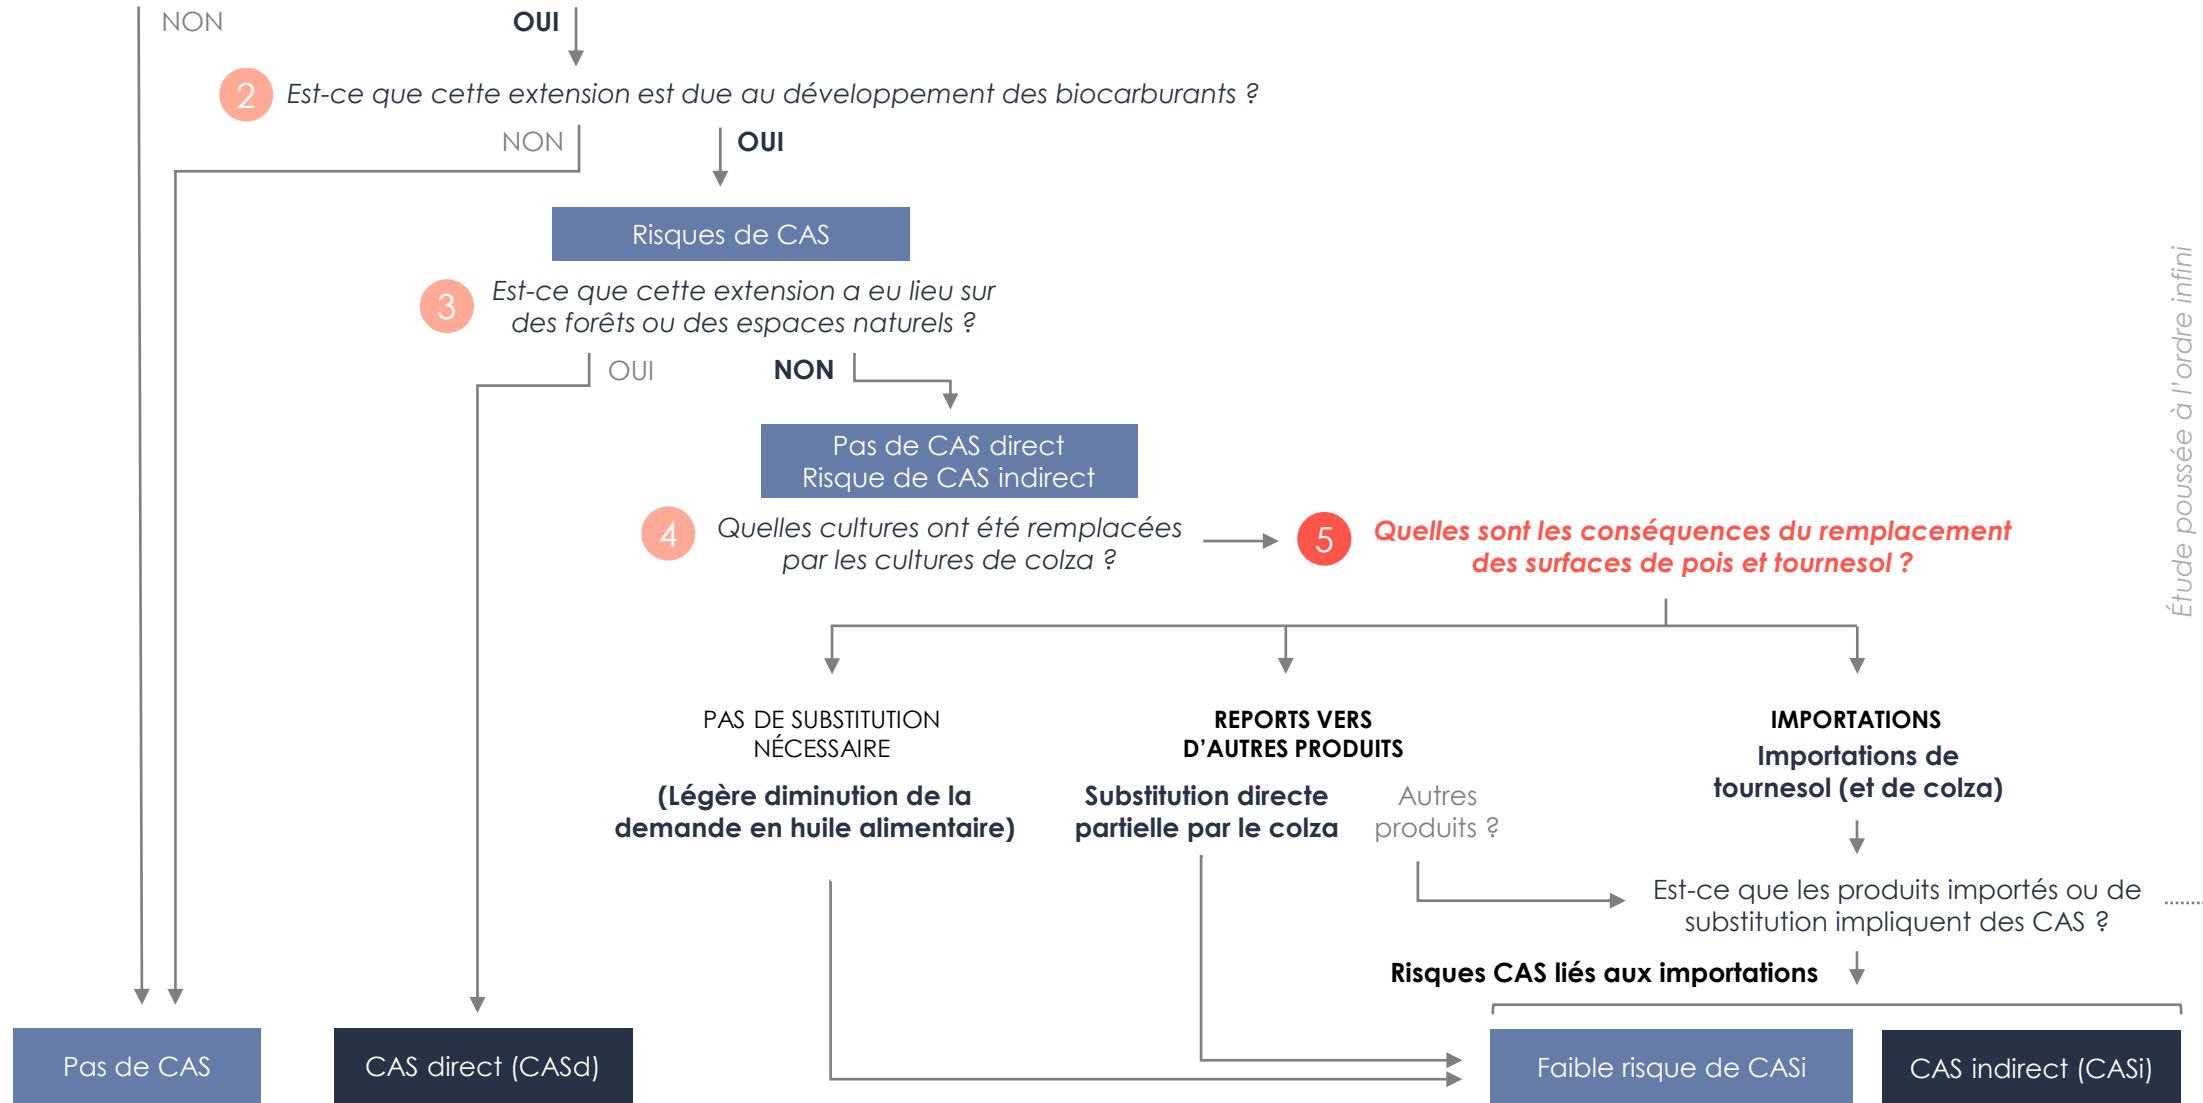 NON
OUI
2
Est-ce que cette extension est due au développement des biocarburants ?
NON
OUI
Risques de CAS
3
Est-ce que cette extension a eu lieu sur
des forêts ou des espaces naturels ?
OUI
NON
Pas de CAS direct
Risque de CAS indirect
4
Quelles cultures ont été remplacées
par les cultures de colza ?
5
Quelles sont les conséquences du remplacement
des surfaces de pois et tournesol ?
Étude poussée à l'ordre infini
PAS DE SUBSTITUTION
NÉCESSAIRE
(Légère diminution de la
demande en huile alimentaire)
REPORTS VERS
D'AUTRES PRODUITS
Substitution directe
partielle par le colza
Autres
produits ?
IMPORTATIONS
Importations de
tournesol (et de colza)
Est-ce que les produits importés ou de
substitution impliquent des CAS ?
Risques CAS liés aux importations
Pas de CAS
CAS direct (CASd)
Faible risque de CASi
CAS indirect (CASi)